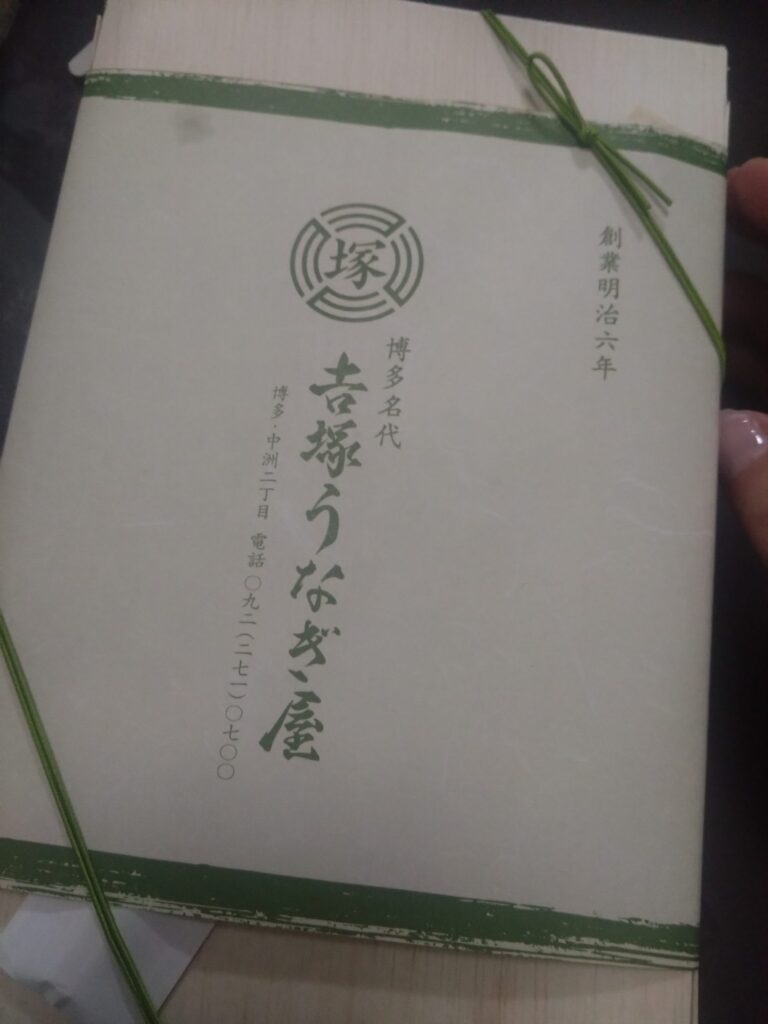 創業明治六年
塚
博多名代
吉塚うなぎ屋
博多・中洲二丁目 電話〇九二(二七一)〇七〇〇